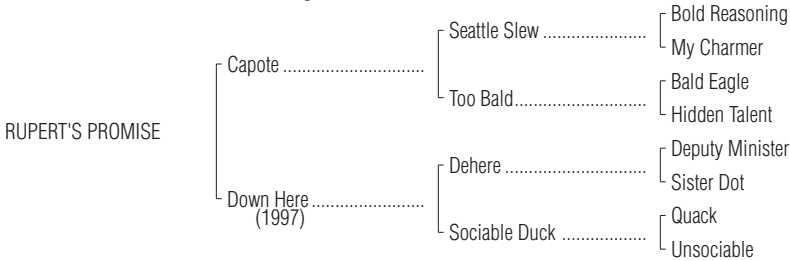 Bold Reasoning
Seattle Slew ........................
My Charmer
Capote .................................
Bald Eagle
Too Bald...............................
Hidden Talent
RUPERT'S PROMISE
Deputy Minister
Dehere .................................
Sister Dot
Down Here ..........................
(1997)
Quack
Sociable Duck ....................
Unsociable